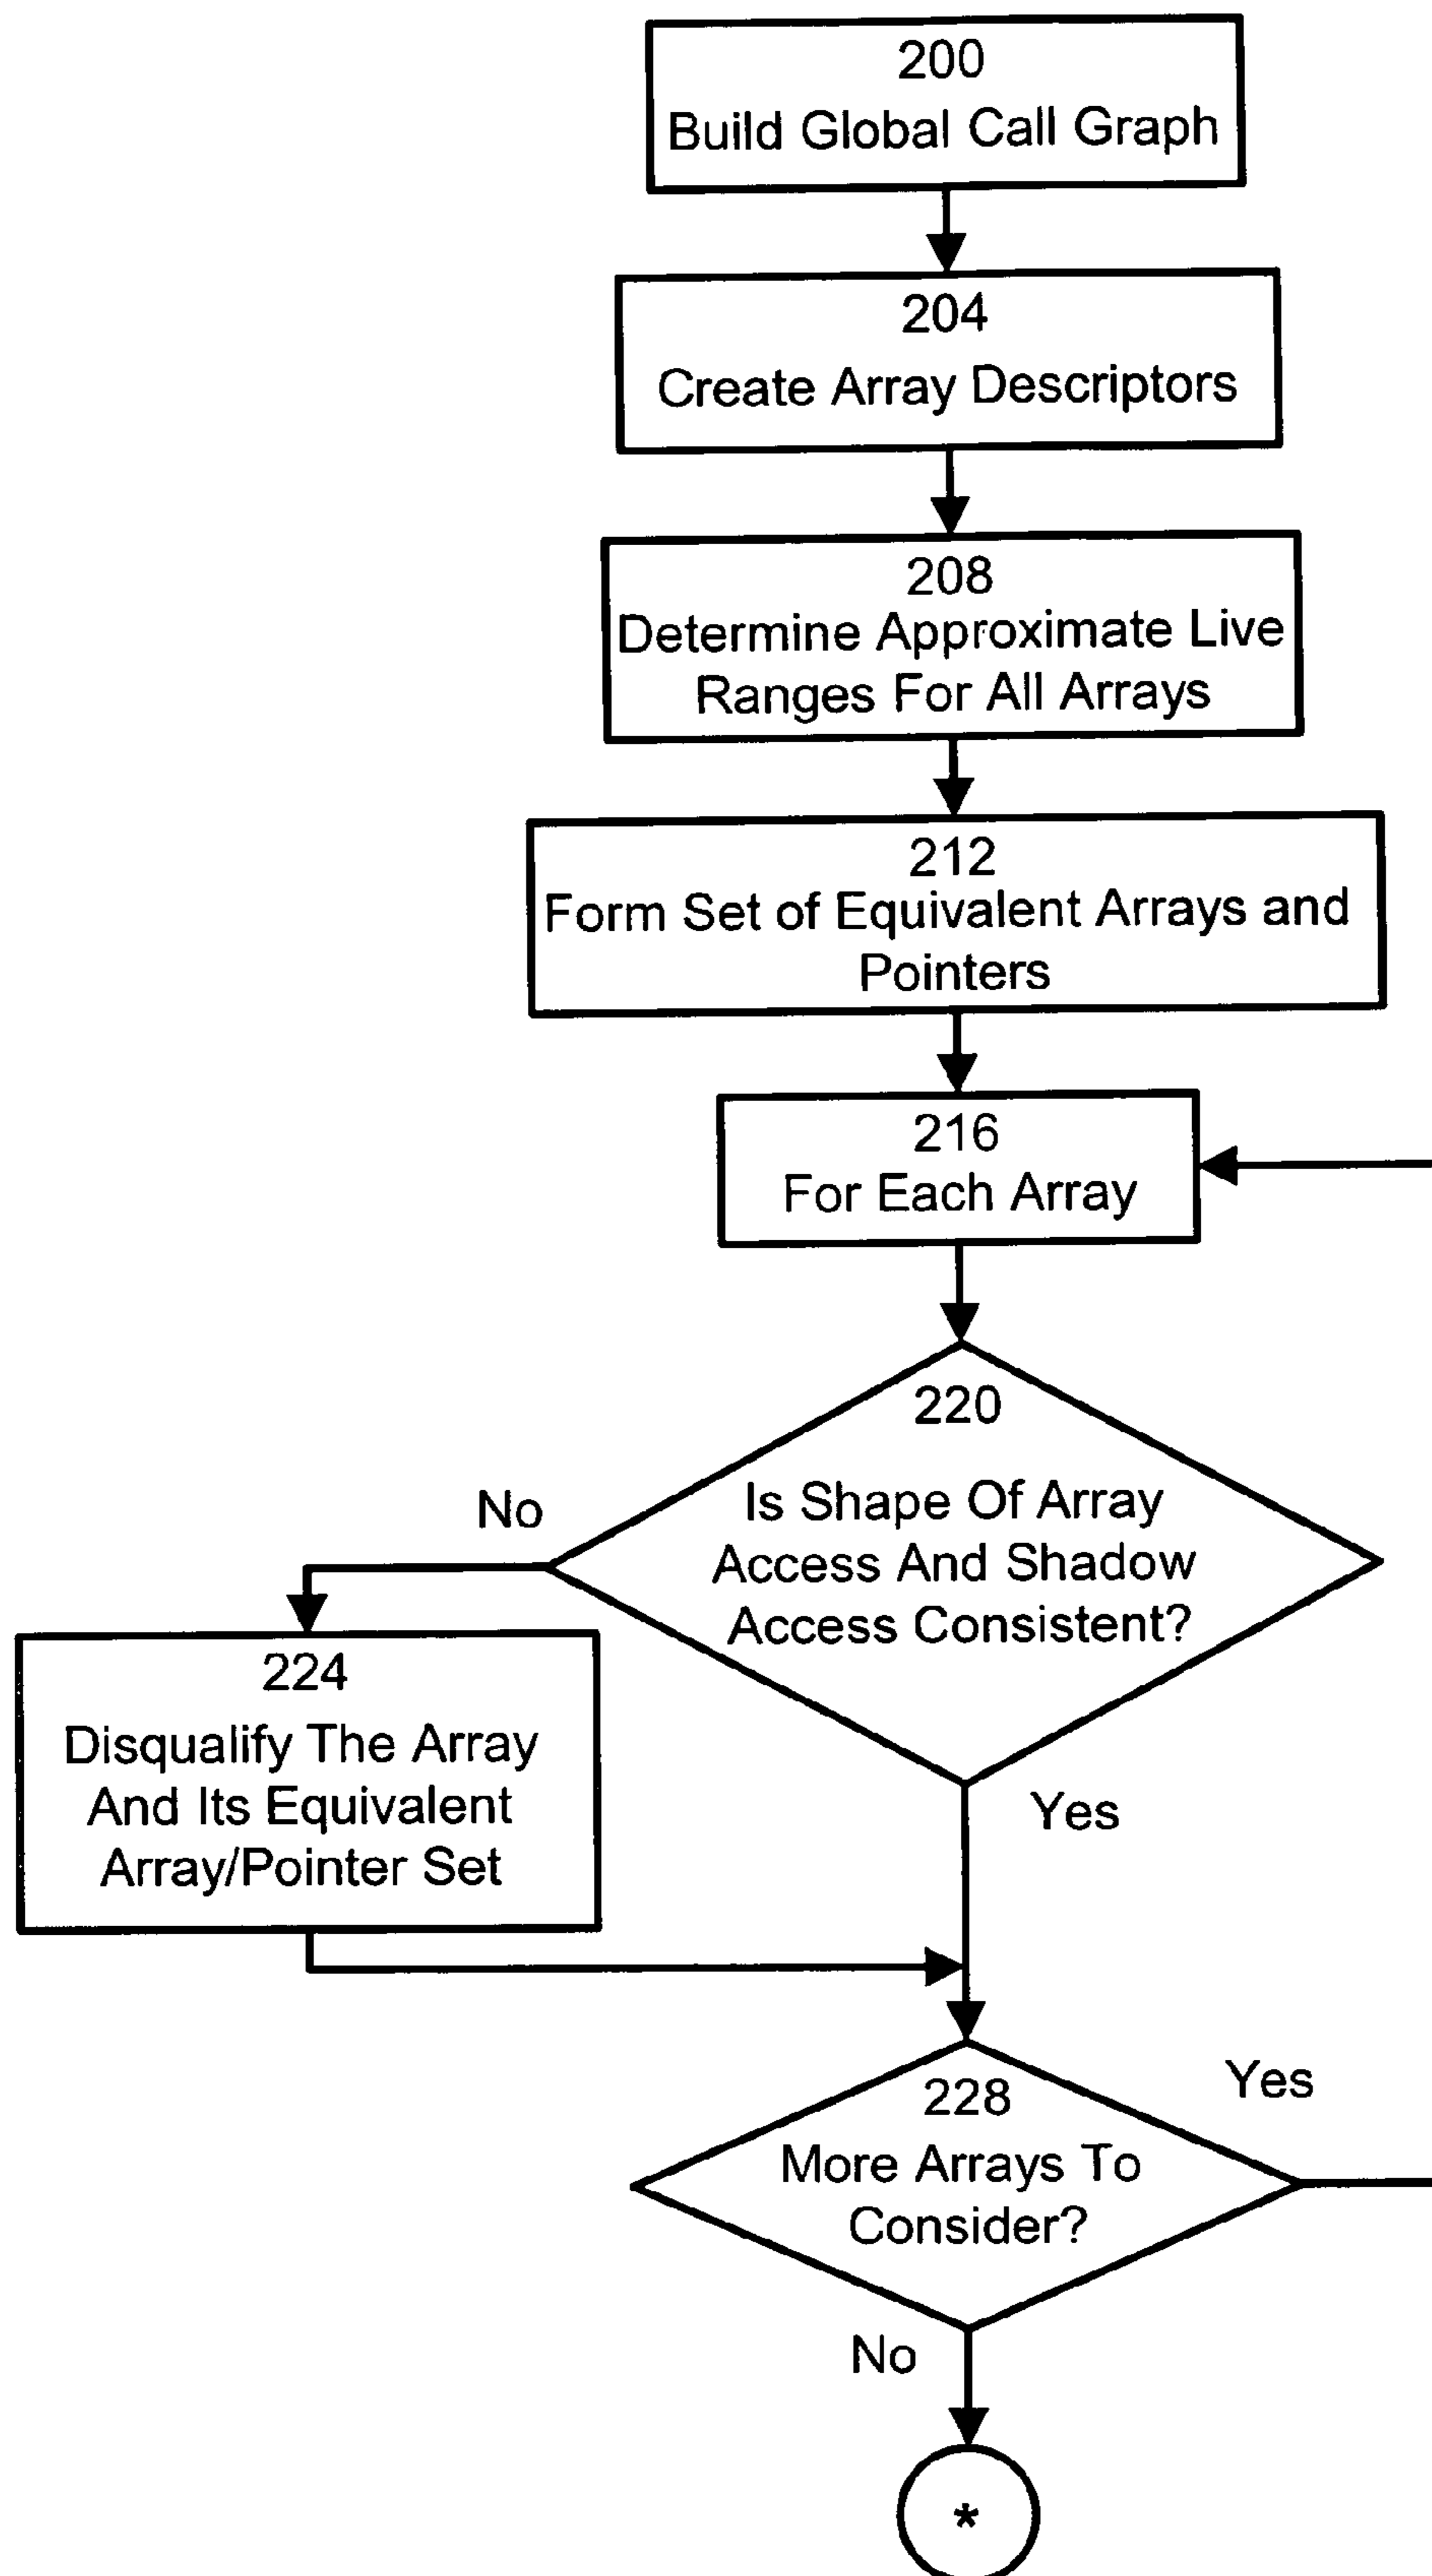 200
Build Global Call Graph
204
Create Array Descriptors
208
Determine Approximate Live
Ranges For All Arrays
212
Form Set of Equivalent Arrays and
Pointers
216
For Each Array
220
Is Shape Of Array
Access And Shadow
Access Consistent?
No
224
Disqualify The Array
And Its Equivalent
Array/Pointer Set
Yes
228
More Arrays To
Consider?
Yes
No
*